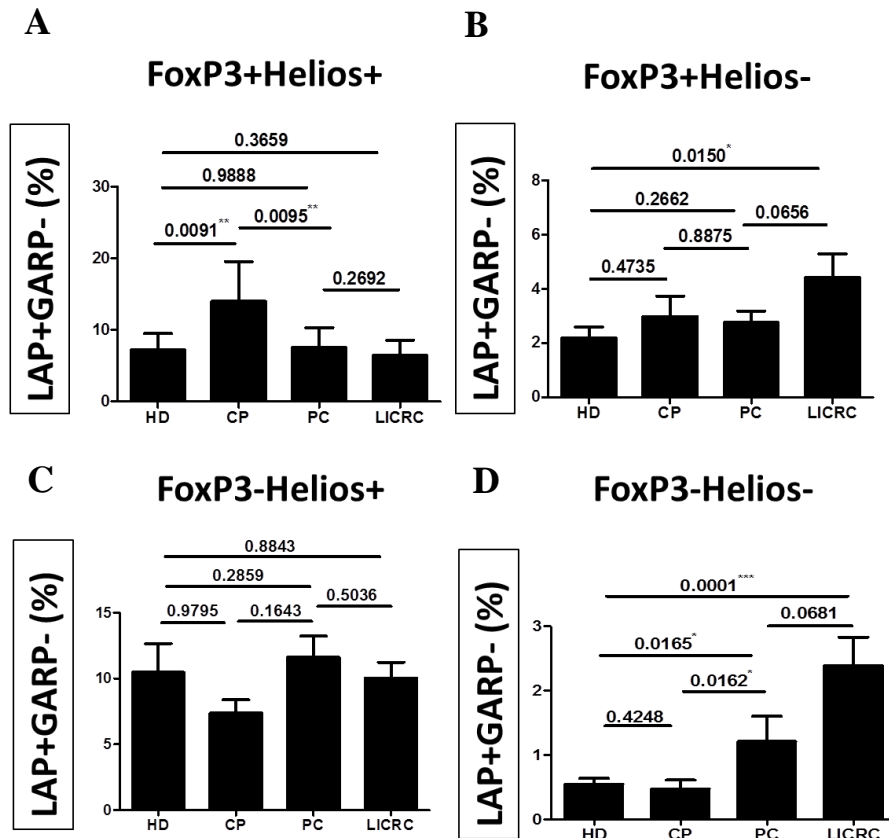 A
FoxP3+Helios+
LAP+GARP- (%)
0.3659
0.9888
0.0091**
0.0095**
0.2692
30
20
10
0
HD CP PC LICRC
B
FoxP3+Helios-
LAP+GARP- (%)
0.0150*
0.2662
0.0656
0.8875
0.4735
8
6
4
2
0
HD CP PC LICRC
C
FoxP3-Helios+
LAP+GARP- (%)
0.8843
0.2859
0.5036
0.9795
0.1643
15
10
5
0
HD CP PC LICRC
D
FoxP3-Helios-
LAP+GARP- (%)
0.0001***
0.0681
0.0165*
0.0162*
0.4248
3
2
1
0
HD CP PC LICRC